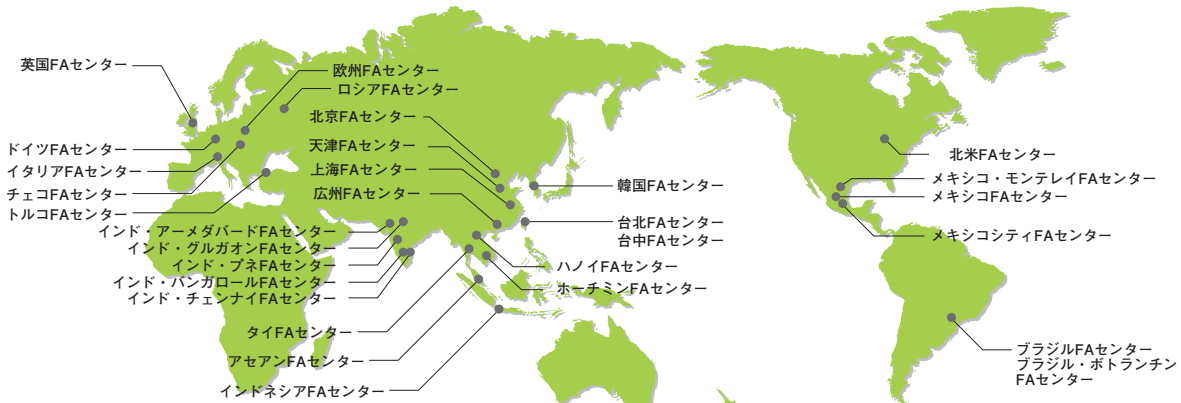 英国FAセンター
欧州FAセンター
ロシアFAセンター
北京FAセンター
ドイツFAセンター
天津FAセンター
イタリアFAセンター
上海FAセンター
チェコFAセンター
広州FAセンター
トルコFAセンター
インド・アーメダバードFAセンター
インド・グルガオンFAセンター
インド・プネFAセンター
インド・バンガロールFAセンター
インド・チェンナイFAセンター
タイFAセンター
アセアンFAセンター
インドネシアFAセンター
韓国FAセンター
台北FAセンター
台中FAセンター
ハノイFAセンター
ホーチミンFAセンター
北米FAセンター
メキシコ・モンテレイFAセンター
メキシコFAセンター
メキシコシティFAセンター
ブラジルFAセンター
ブラジル・ボトランチン
FAセンター